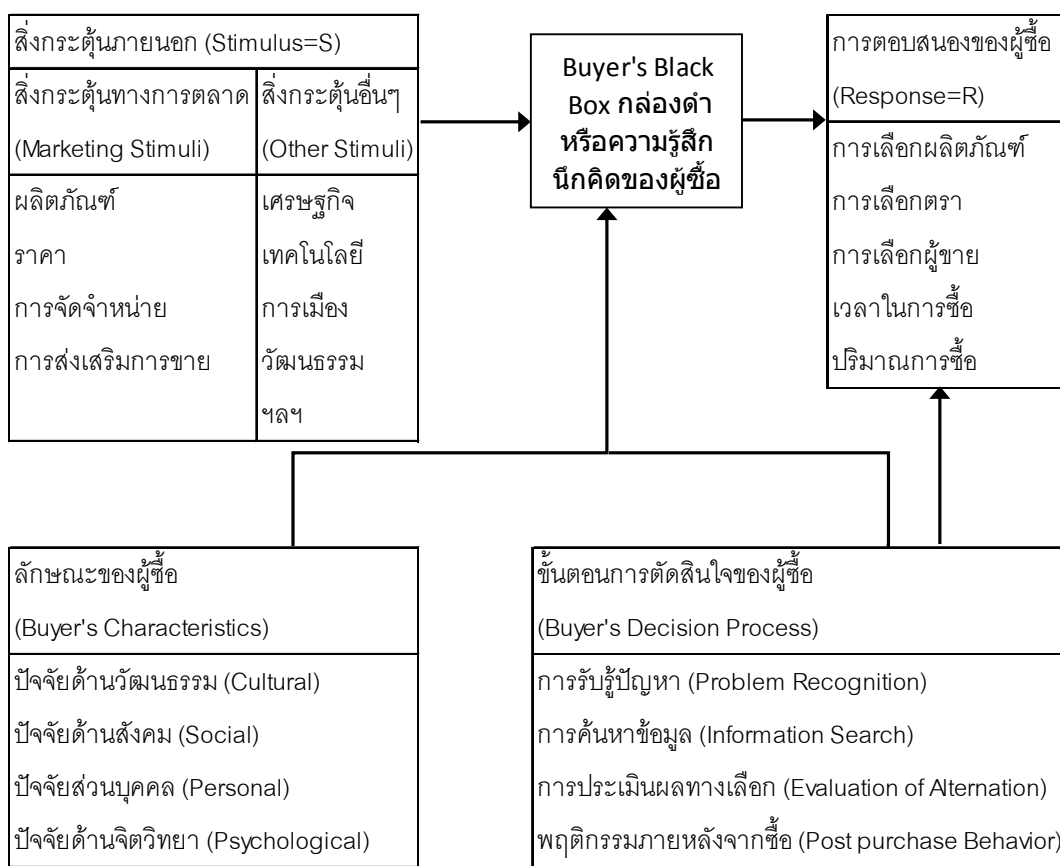 สิ่งกระตุ้นภายนอก (Stimulus=S)
สิ่งกระตุ้นทางการตลาด
(Marketing Stimuli)
ผลิตภัณฑ์
ราคา
การจัดจำหน่าย
การส่งเสริมการขาย
สิ่งกระตุ้นอื่นๆ
(Other Stimuli)
เศรษฐกิจ
เทคโนโลยี
การเมือง
วัฒนธรรม
ฯลฯ
Buyer's Black
Box กล่องดำ
หรือความรู้สึก
นึกคิดของผู้ซื้อ
การตอบสนองของผู้ซื้อ
(Response=R)
การเลือกผลิตภัณฑ์
การเลือกตรา
การเลือกผู้ขาย
เวลาในการซื้อ
ปริมาณการซื้อ
ลักษณะของผู้ซื้อ
(Buyer's Characteristics)
ปัจจัยด้านวัฒนธรรม (Cultural)
ปัจจัยด้านสังคม (Social)
ปัจจัยส่วนบุคคล (Personal)
ปัจจัยด้านจิตวิทยา (Psychological)
ขั้นตอนการตัดสินใจของผู้ซื้อ
(Buyer's Decision Process)
การรับรู้ปัญหา (Problem Recognition)
การค้นหาข้อมูล (Information Search)
การประเมินผลทางเลือก (Evaluation of Alternation)
พฤติกรรมภายหลังจากซื้อ (Post purchase Behavior)